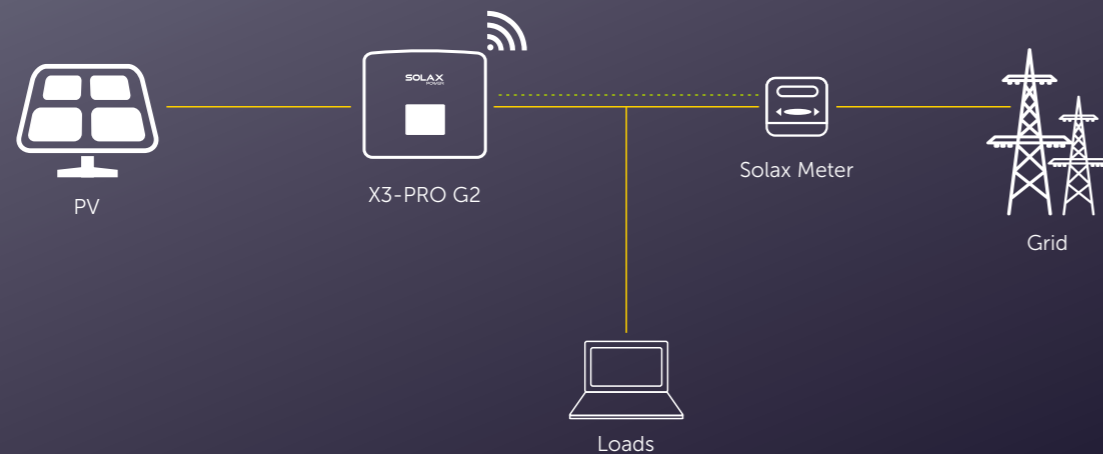 SOLAX
POWER
PV
X3-PRO G2
Solax Meter
Grid
Loads